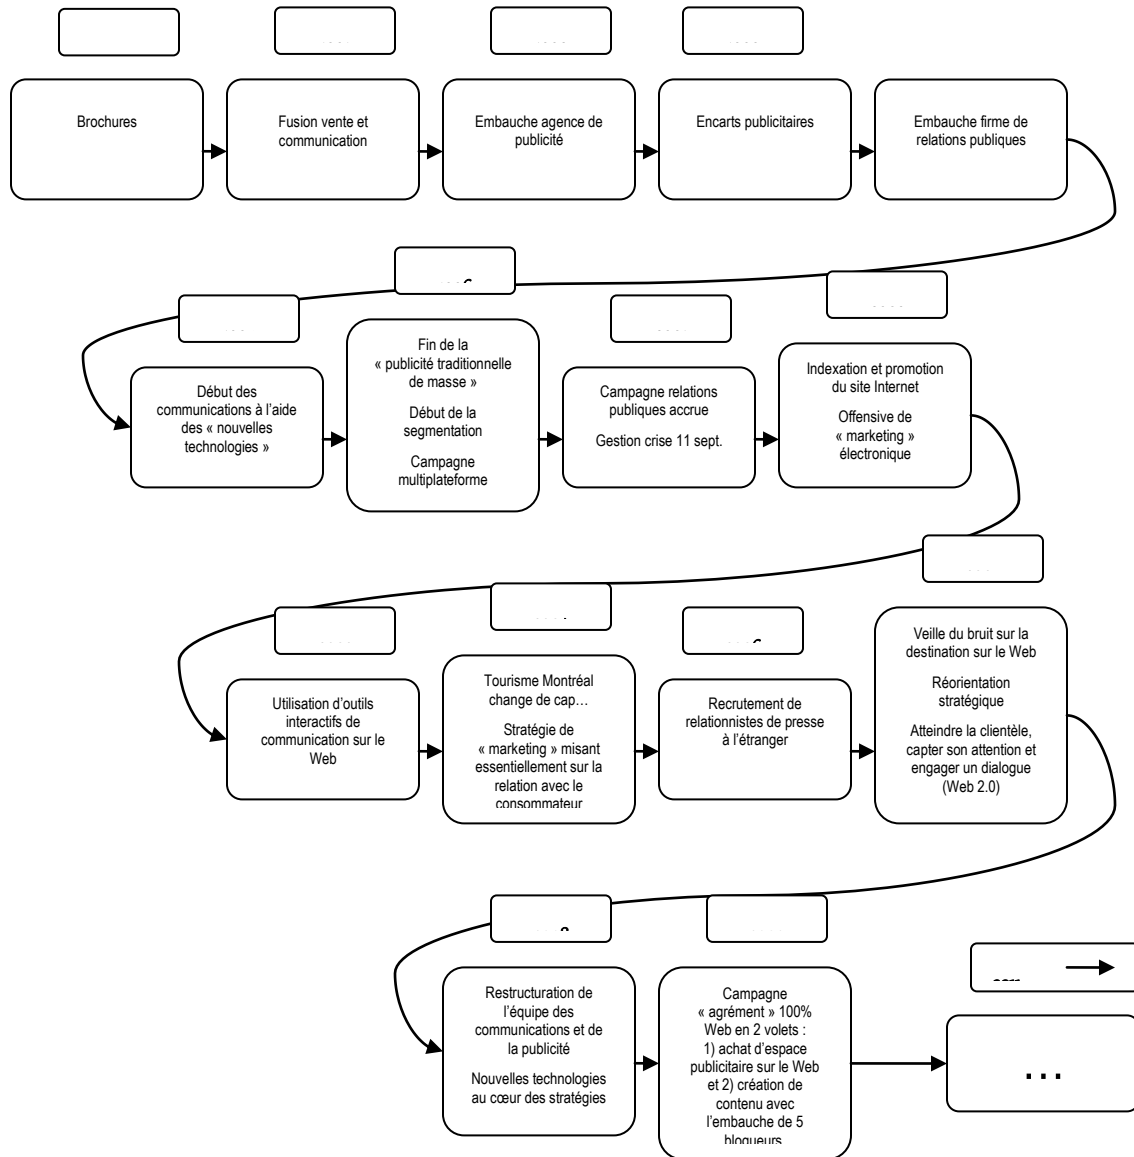 Brochures
Fusion vente et
communication
Embauche agence de
publicité
Encarts publicitaires
Embauche firme de
relations publiques
Début des
communications à l'aide
des « nouvelles
technologies »
Fin de la
« publicité traditionnelle
de masse »
Début de la
segmentation
Campagne
multiplateforme
Campagne relations
publiques accrue
Gestion crise 11 sept.
Indexation et promotion
du site Internet
Offensive de
« marketing »
électronique
Utilisation d'outils
interactifs de
communication sur le
Web
Tourisme Montréal
change de cap…
Stratégie de
« marketing » misant
essentiellement sur la
relation avec le
consommateur
Recrutement de
relationnistes de presse
à l'étranger
Veille du bruit sur la
destination sur le Web
Réorientation
stratégique
Atteindre la clientèle,
capter son attention et
engager un dialogue
(Web 2.0)
Restructuration de
l'équipe des
communications et de
la publicité
Nouvelles technologies
au cœur des stratégies
Campagne
« agrément » 100%
Web en 2 volets :
1) achat d'espace
publicitaire sur le Web
et 2) création de
contenu avec
l'embauche de 5
blogueurs
…